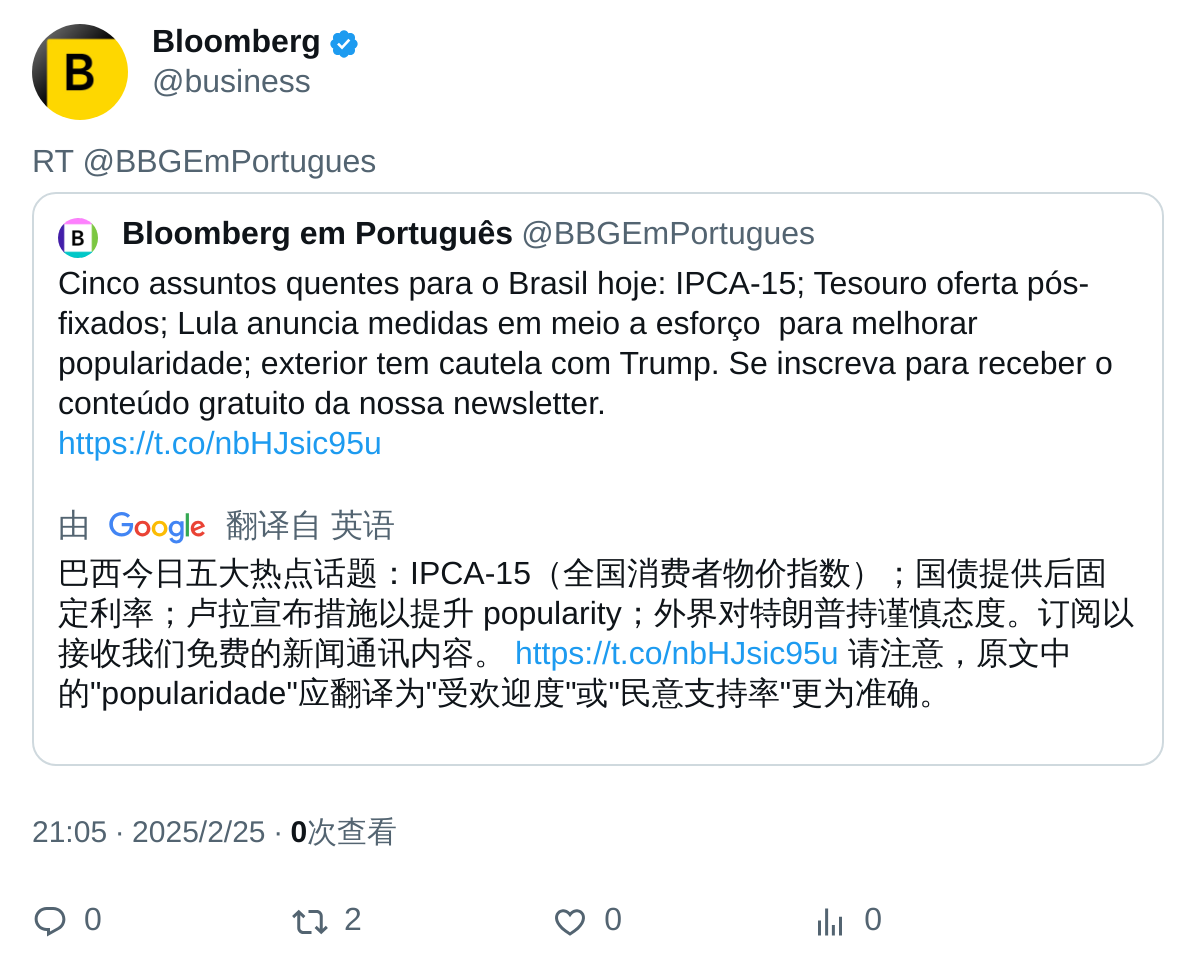 B
Bloomberg
@business
RT @BBGEmPortugues
B
Bloomberg em Português @BBGEmPortugues
Cinco assuntos quentes para o Brasil hoje: IPCA-15; Tesouro oferta pós-
fixados; Lula anuncia medidas em meio a esforço  para melhorar
popularidade; exterior tem cautela com Trump. Se inscreva para receber o
conteúdo gratuito da nossa newsletter.
https://t.co/nbHJsic95u
由 Google 翻译自 英语
巴西今日五大热点话题：IPCA-15（全国消费者物价指数）；国债提供后固
定利率；卢拉宣布措施以提升 popularity；外界对特朗普持谨慎态度。订阅以
接收我们免费的新闻通讯内容。 https://t.co/nbHJsic95u 请注意，原文中
的"popularidade"应翻译为"受欢迎度"或"民意支持率"更为准确。
21:05 · 2025/2/25 · 0次查看
0 2 0 0